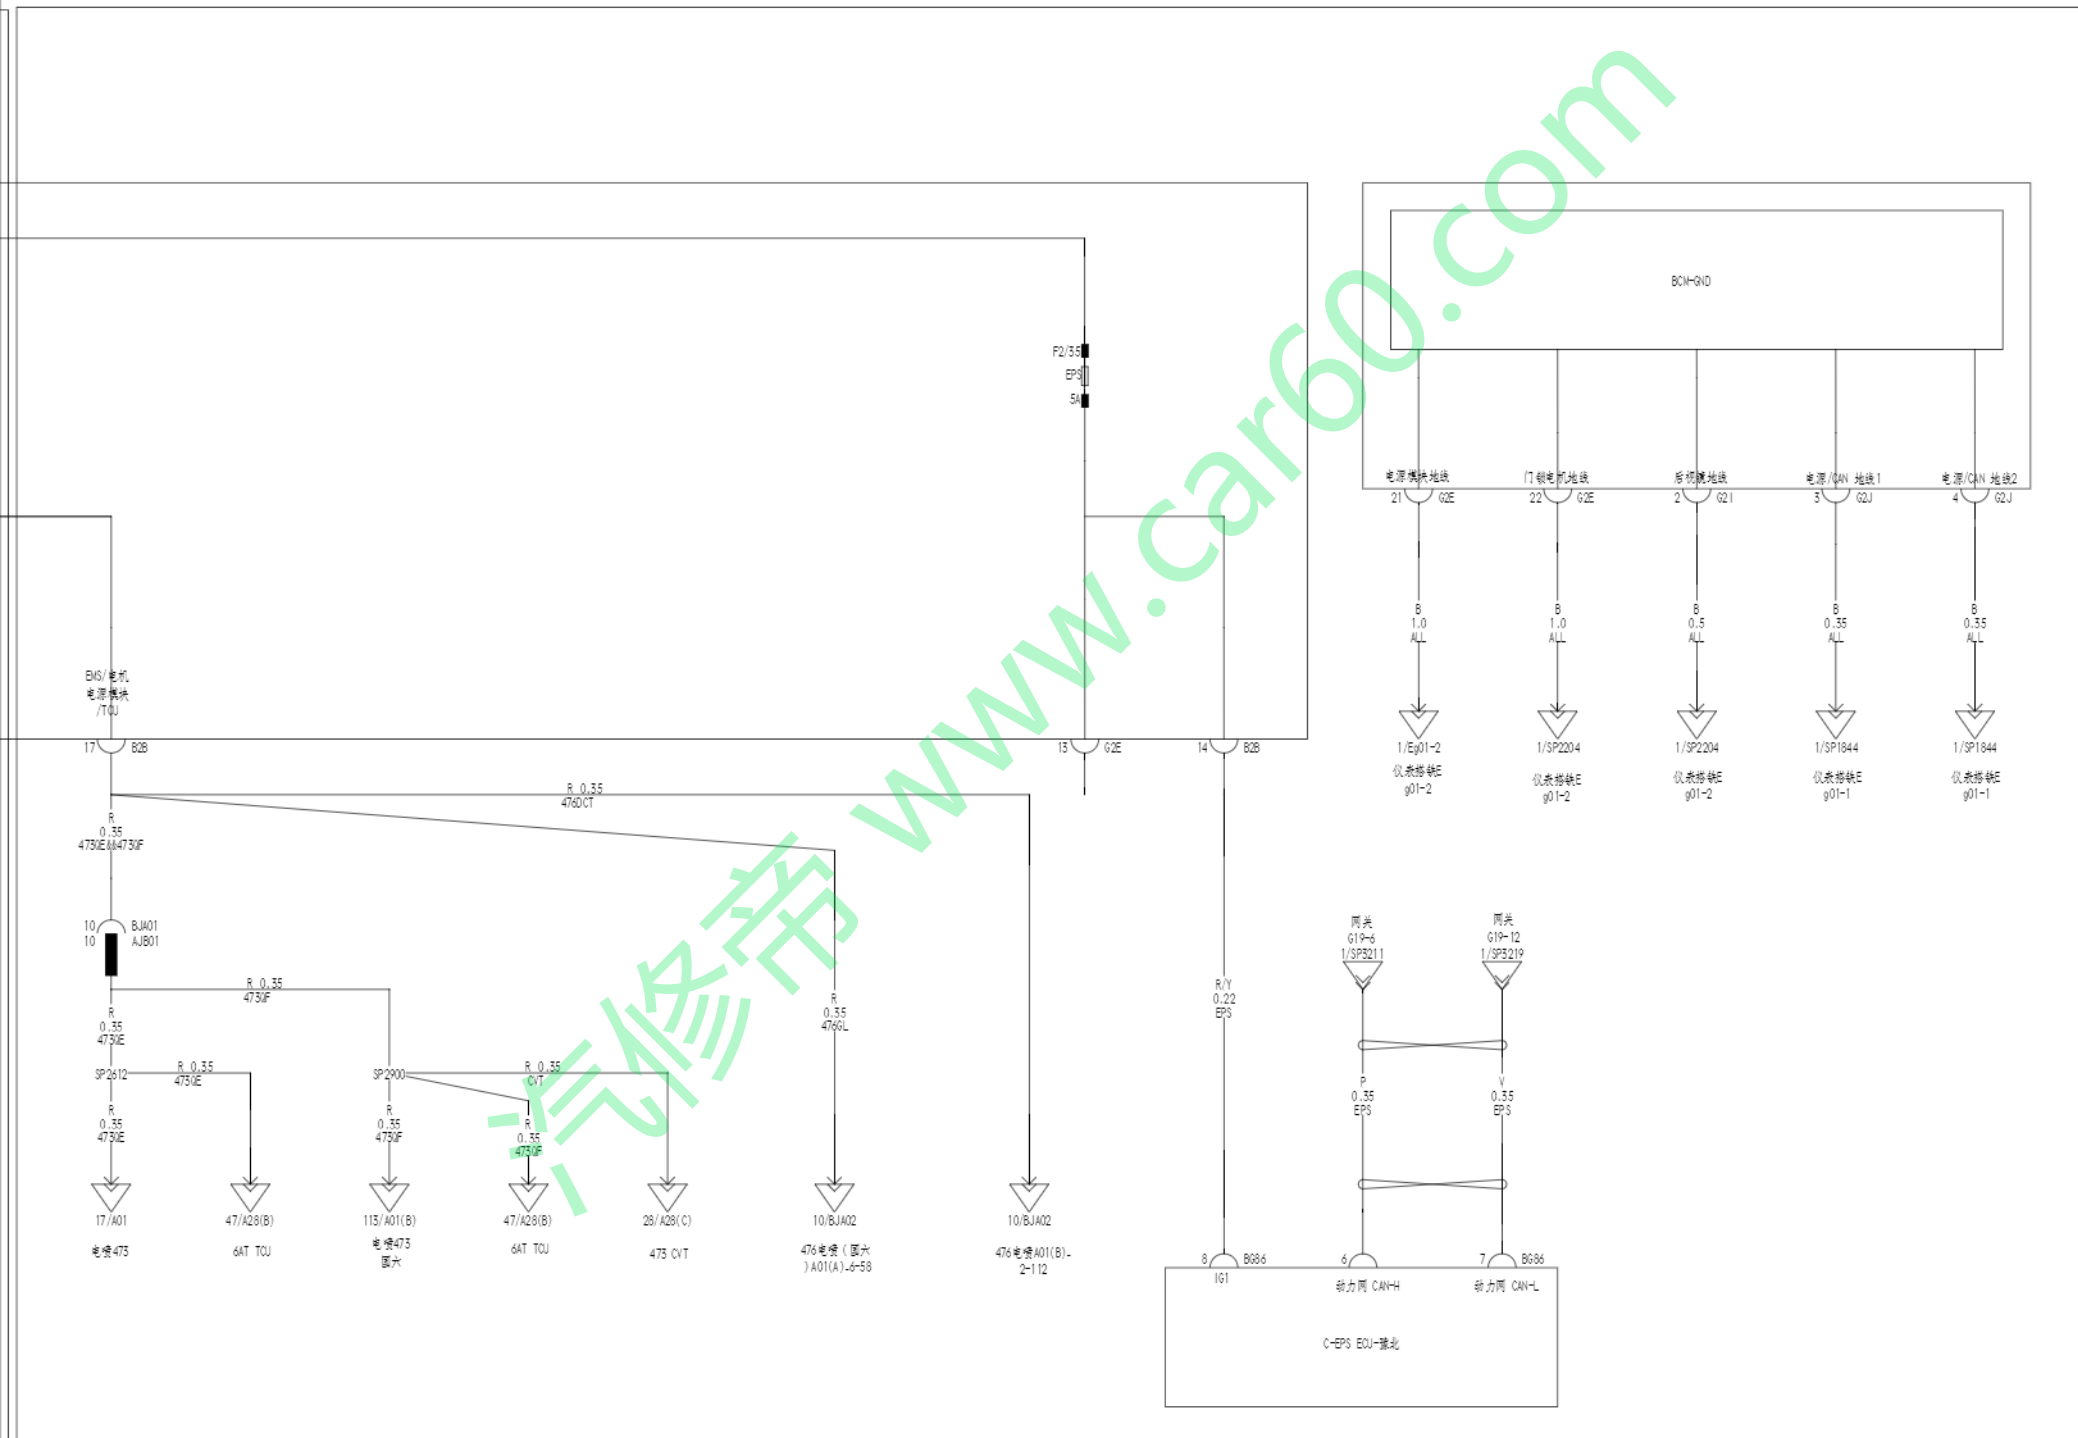 BCM-GND
F2/35
EPS
5A
电源模块地线
门锁电机地线
后视镜地线
电源/CAN 地线1
电源/CAN 地线2
21 G2E
22 G2E
2 G2I
3 G2J
4 G2J
B
1.0
ALL
B
1.0
ALL
B
0.5
ALL
B
0.35
ALL
B
0.35
ALL
1/Eg01-2
仪表搭铁E
g01-2
1/SP2204
仪表搭铁E
g01-2
1/SP2204
仪表搭铁E
g01-2
1/SP1844
仪表搭铁E
g01-1
1/SP1844
仪表搭铁E
g01-1
EMS/电机
电源模块
/TCU
17 B2B
13 G2E
14 B2B
R 0.35
476DCT
R
0.35
473QE&&473QF
10 BJA01
10 AJB01
R 0.35
473QF
R
0.35
473QE
R
0.35
476GL
R/Y
0.22
EPS
SP2612
R 0.35
473QE
SP2900
R 0.35
CVT
R
0.35
473QE
R
0.35
473QF
R
0.35
473QF
17/A01
电喷473
47/A28(B)
6AT TCU
113/A01(B)
电喷473
国六
47/A28(B)
6AT TCU
28/A28(C)
473 CVT
10/BJA02
476电喷（国六
）A01(A)-6-58
10/BJA02
476电喷A01(B)-
2-112
网关
G19-6
1/SP3211
网关
G19-12
1/SP3219
P
0.35
EPS
V
0.35
EPS
8 BG86
IG1
6
动力网 CAN-H
7 BG86
动力网 CAN-L
C-EPS ECU-豫北
汽修帝 www.car60.com